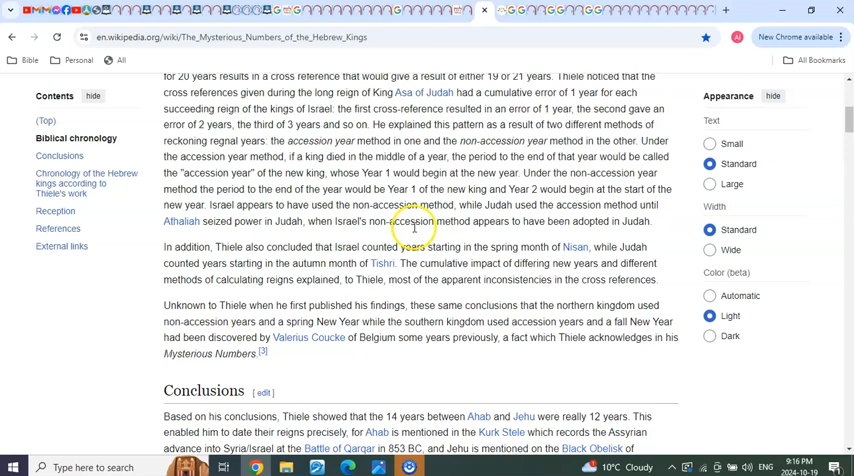 en.wikipedia.org/wiki/The_Mysterious_Numbers_of_the_Hebrew_Kings
AI
New Chrome available
Bible
Personal
All
All Bookmarks
Contents
hide
(Top)
Biblical chronology
Conclusions
Chronology of the Hebrew
kings according to
Thiele's work
Reception
References
External links
for 20 years results in a cross reference that would give a result of either 19 or 21 years. Thiele noticed that the
cross references given during the long reign of King Asa of Judah had a cumulative error of 1 year for each
succeeding reign of the kings of Israel: the first cross-reference resulted in an error of 1 year, the second gave an
error of 2 years, the third of 3 years and so on. He explained this pattern as a result of two different methods of
reckoning regnal years: the accession year method in one and the non-accession year method in the other. Under
the accession year method, if a king died in the middle of a year, the period to the end of that year would be called
the "accession year" of the new king, whose Year 1 would begin at the new year. Under the non-accession year
method the period to the end of the year would be Year 1 of the new king and Year 2 would begin at the start of the
new year. Israel appears to have used the non-accession method, while Judah used the accession method until
Athaliah seized power in Judah, when Israel's non-accession method appears to have been adopted in Judah.
In addition, Thiele also concluded that Israel counted years starting in the spring month of Nisan, while Judah
counted years starting in the autumn month of Tishri. The cumulative impact of differing new years and different
methods of calculating reigns explained, to Thiele, most of the apparent inconsistencies in the cross references.
Unknown to Thiele when he first published his findings, these same conclusions that the northern kingdom used
non-accession years and a spring New Year while the southern kingdom used accession years and a fall New Year
had been discovered by Valerius Coucke of Belgium some years previously, a fact which Thiele acknowledges in his
Mysterious Numbers.[3]
Conclusions [ edit ]
Based on his conclusions, Thiele showed that the 14 years between Ahab and Jehu were really 12 years. This
enabled him to date their reigns precisely, for Ahab is mentioned in the Kurk Stele which records the Assyrian
advance into Syria/Israel at the Battle of Qarqar in 853 BC, and Jehu is mentioned on the Black Obelisk of
Appearance
hide
Text
Small
Standard
Large
Width
Standard
Wide
Color (beta)
Automatic
Light
Dark
Type here to search
10°C Cloudy
ENG
9:16 PM
2024-10-19